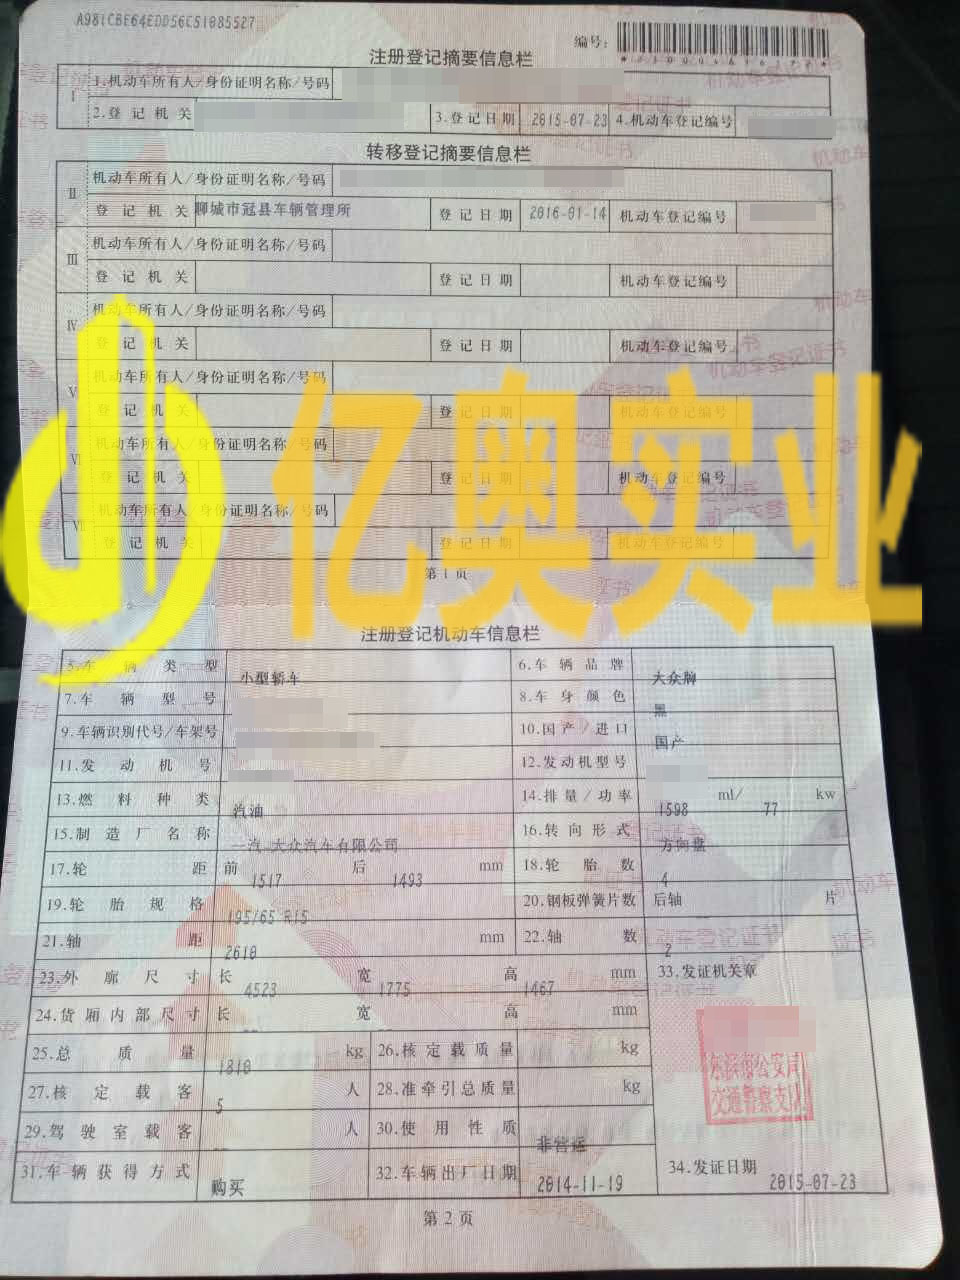 A981CBE64EDD56C51085527
编号:
注册登记摘要信息栏
I 1.机动车所有人/身份证明名称/号码
2.登记机关 3.登记日期 2015-07-23 4.机动车登记编号
转移登记摘要信息栏
II 机动车所有人/身份证明名称/号码
登记机关 聊城市冠县车辆管理所 登记日期 2016-01-14 机动车登记编号
III 机动车所有人/身份证明名称/号码
登记机关 登记日期 机动车登记编号
IV 机动车所有人/身份证明名称/号码
登记机关 登记日期 机动车登记编号
V 机动车所有人/身份证明名称/号码
登记机关 登记日期 机动车登记编号
VI 机动车所有人/身份证明名称/号码
登记机关 登记日期 机动车登记编号
VII 机动车所有人/身份证明名称/号码
登记机关 登记日期 机动车登记编号
亿奥实业
第1页
注册登记机动车信息栏
5.车辆类型 小型轿车 6.车辆品牌 大众牌
7.车辆型号 8.车身颜色 黑
9.车辆识别代号/车架号 10.国产/进口 国产
11.发动机号 12.发动机型号
13.燃料种类 汽油 14.排量/功率 1598 ml/ 77 kw
15.制造厂名称 一汽-大众汽车有限公司 16.转向形式 方向盘
17.轮距 前 1517 后 1493 mm 18.轮胎数 4
19.轮胎规格 195/65 R15 20.钢板弹簧片数 后轴 片
21.轴距 2610 mm 22.轴数 2
23.外廓尺寸 长 4523 宽 1775 高 1467 mm 33.发证机关章
24.货厢内部尺寸 长 宽 高 mm
25.总质量 1810 kg 26.核定载质量 kg
27.核定载客 5 人 28.准牵引总质量 kg
公安局
交通警察支队
29.驾驶室载客 人 30.使用性质 非营运
31.车辆获得方式 购买 32.车辆出厂日期 2014-11-19 34.发证日期 2015-07-23
第2页